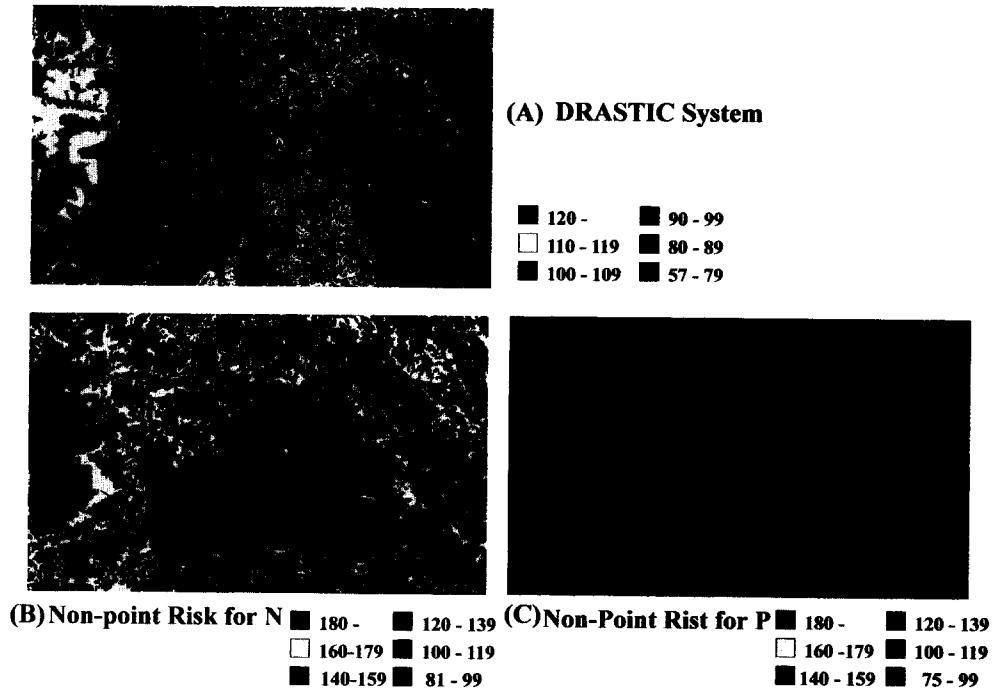 (A) DRASTIC System
120 - 90 - 99
110 - 119 80 - 89
100 - 109 57 - 79
(B) Non-point Risk for N
180 - 120 - 139
160-179 100 - 119
140-159 81 - 99
(C) Non-Point Rist for P
180 - 120 - 139
160 -179 100 - 119
140 - 159 75 - 99